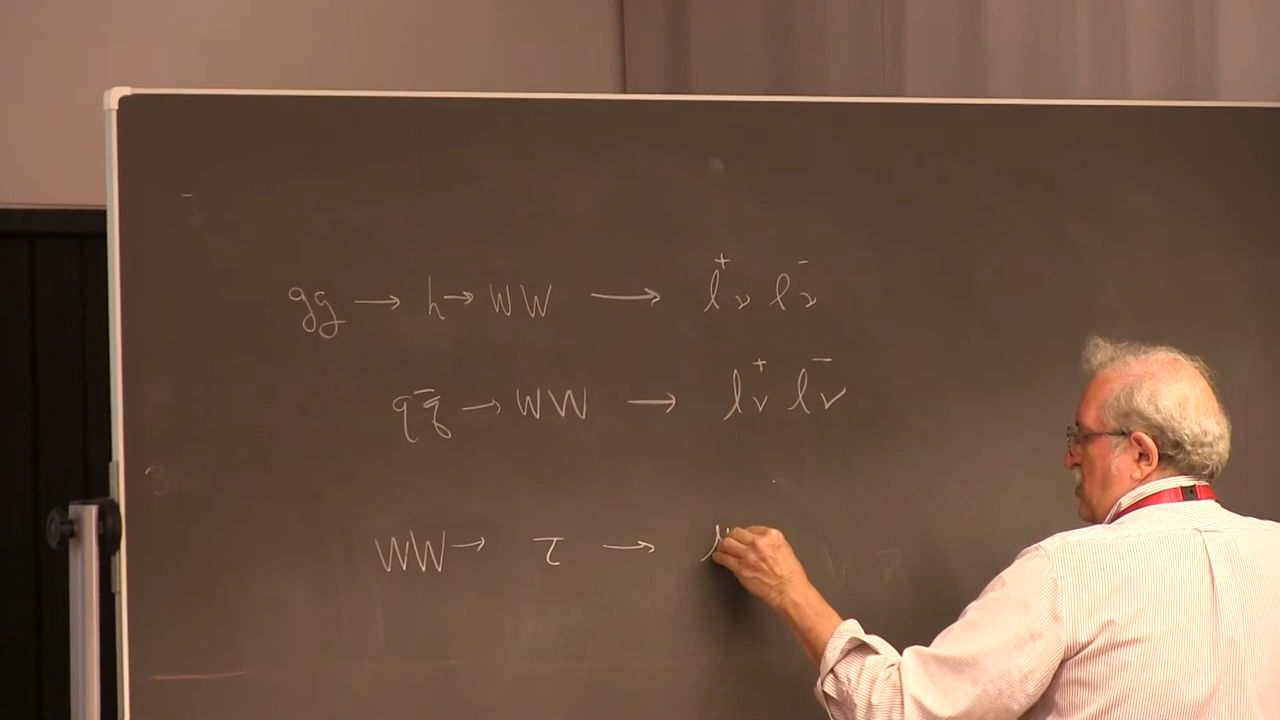 gg → h → WW → l⁺ν l⁻ν
qq̄ → WW → l⁺ν l⁻ν
WW → τ →